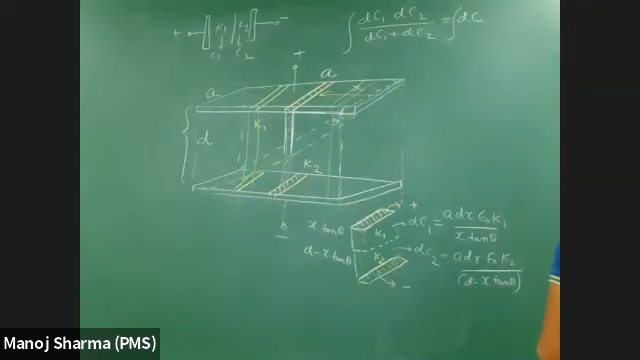 + K₁ K₂ −
C₁ C₂
∫ dC₁ dC₂ / dC₁ + dC₂ = ∫ dC
+
a
a
x
θ
K₁
d
K₂
−
+
x tanθ
K₁
dC₁ = a dx ε₀ K₁ / x tanθ
d − x tanθ
K₂
dC₂ = a dx ε₀ K₂ / (d − x tanθ)
−
Manoj Sharma (PMS)